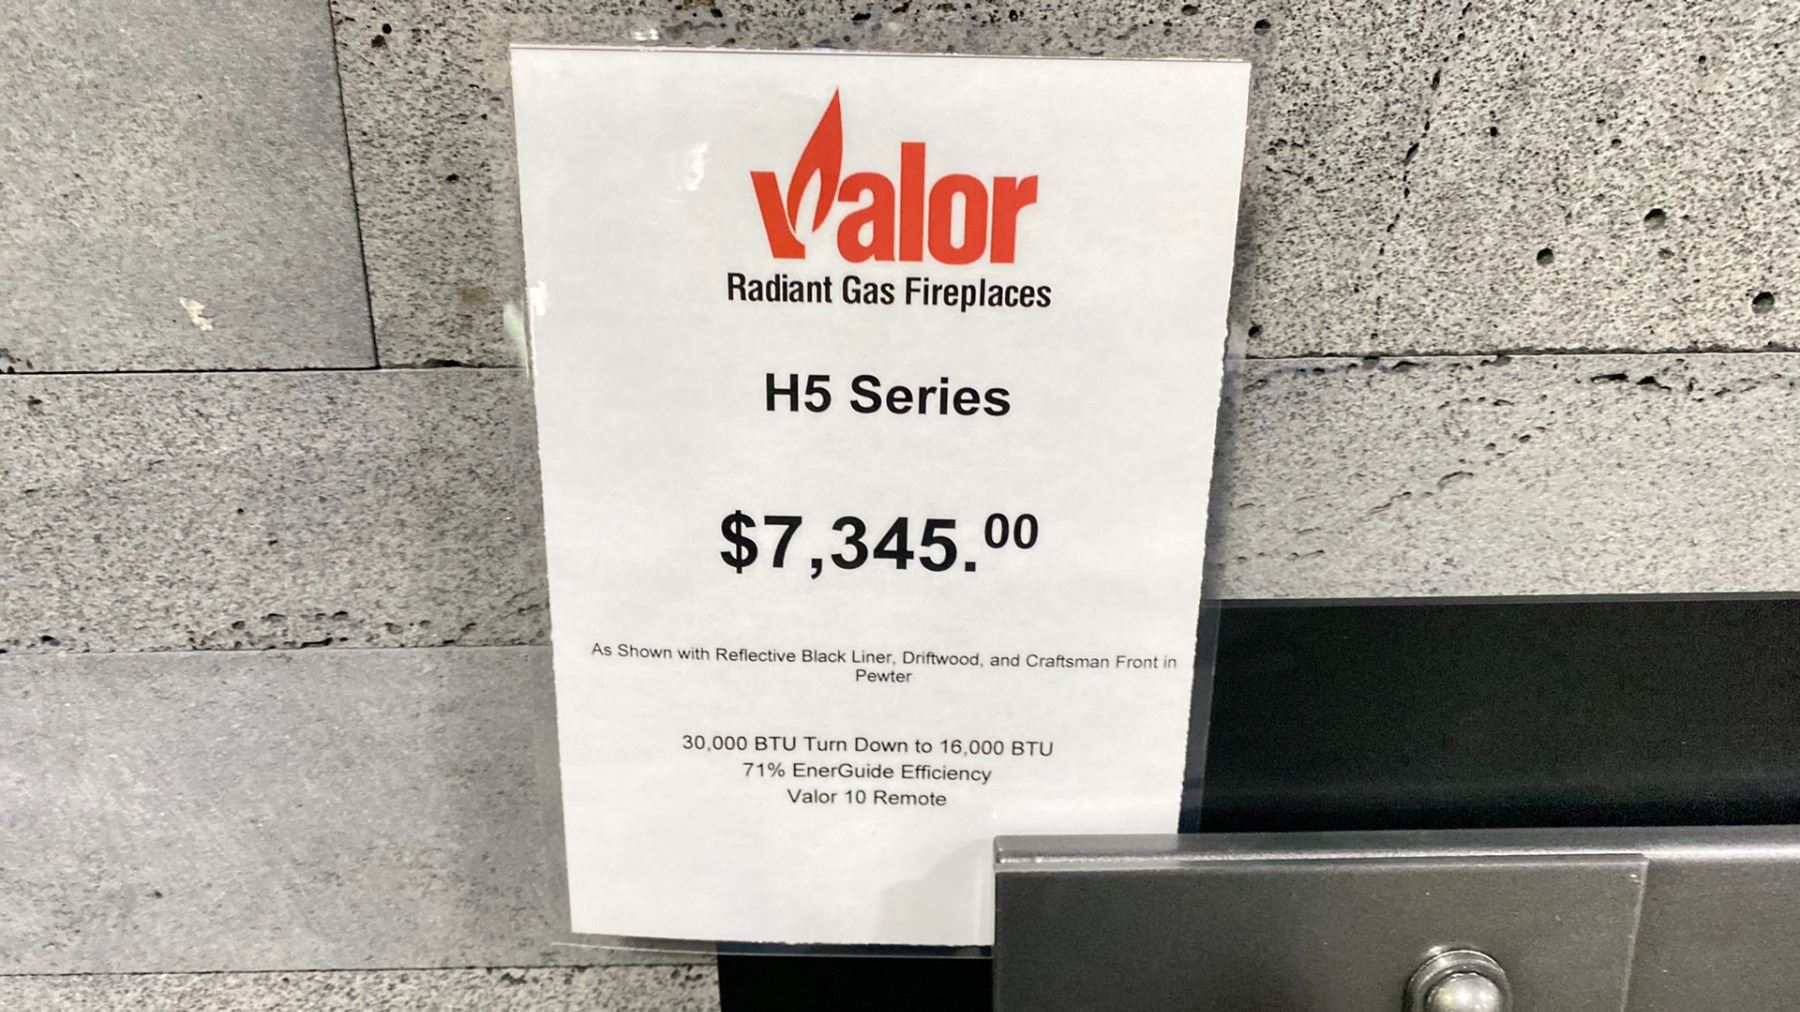 Valor
Radiant Gas Fireplaces
H5 Series
$7,345.00
As Shown with Reflective Black Liner, Driftwood, and Craftsman Front in
Pewter
30,000 BTU Turn Down to 16,000 BTU
71% EnerGuide Efficiency
Valor 10 Remote